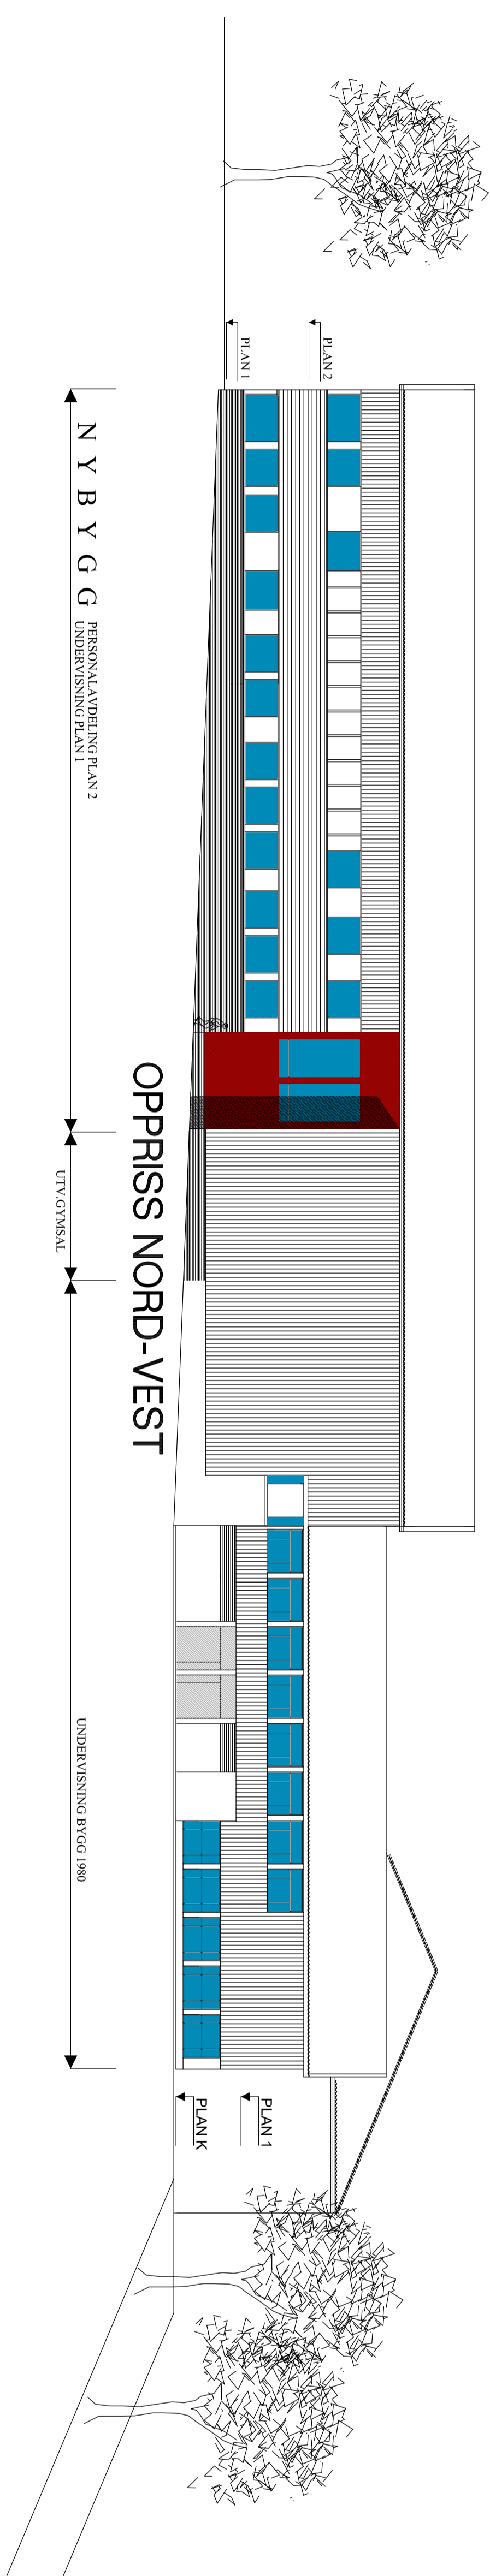 PLAN 2
PLAN 1
PLAN 1
PLAN K
N Y B Y G G
PERSONALAVDELING PLAN 2
UNDERVISNING PLAN 1
UTV.GYMSAL
UNDERVISNING BYGG 1980
OPPRISS NORD-VEST